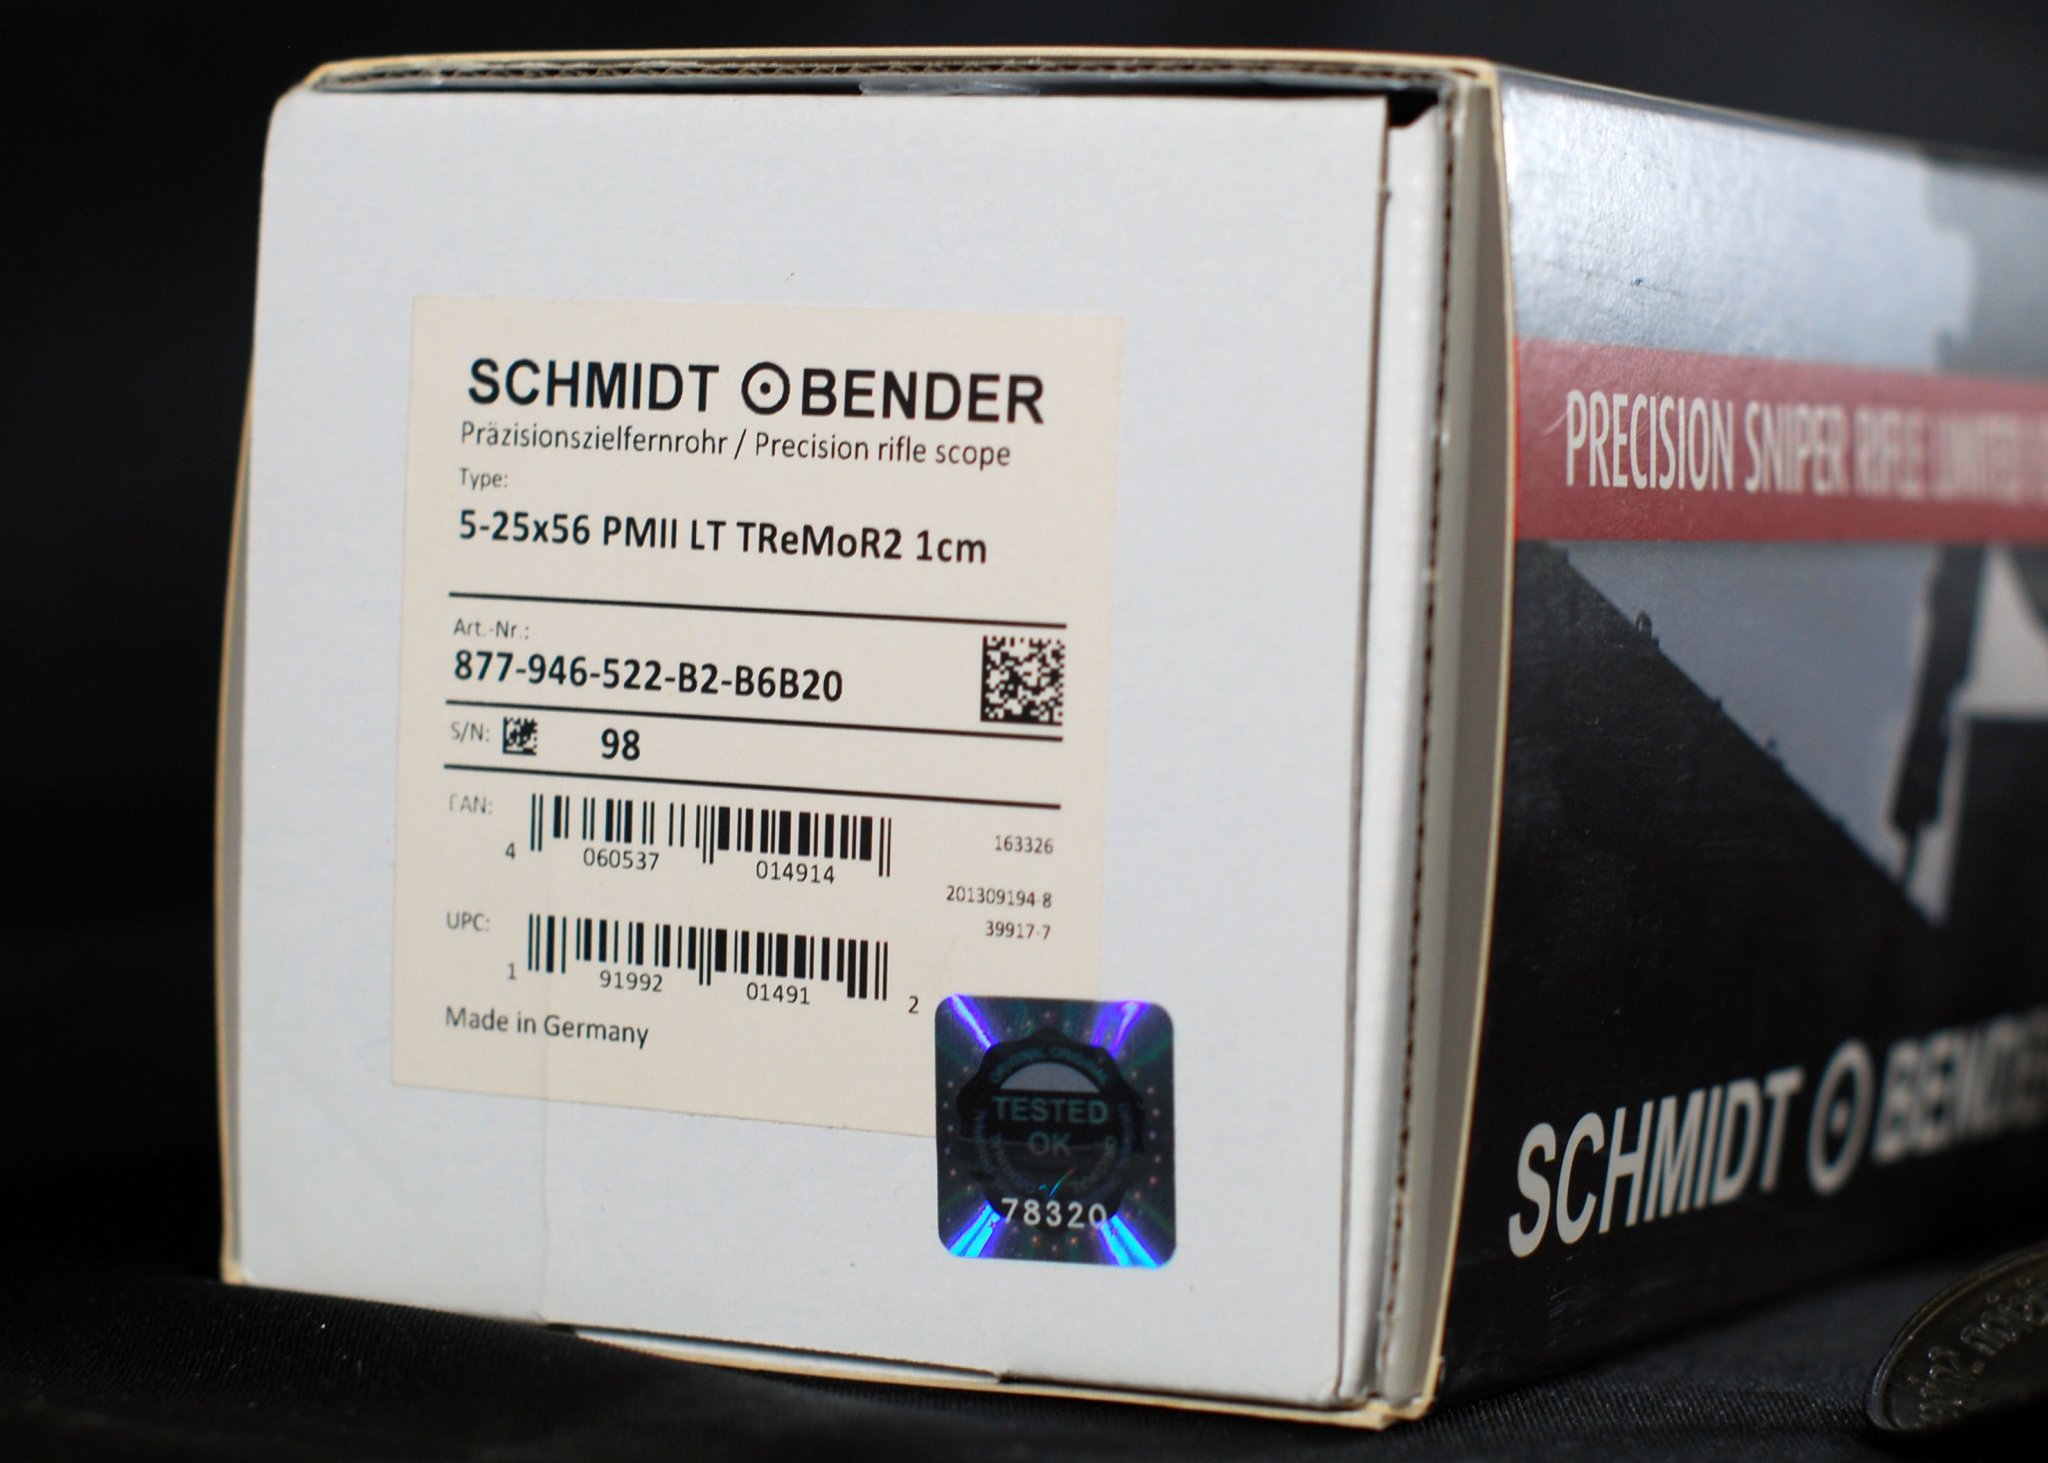 SCHMIDT BENDER
Präzisionszielfernrohr / Precision rifle scope
Type:
5-25x56 PMII LT TReMoR2 1cm
Art.-Nr.:
877-946-522-B2-B6B20
S/N: 98
EAN:
4 060537 014914
163326
201309194-8
39917-7
UPC:
1 91992 01491 2
Made in Germany
TESTED
OK
78320
PRECISION SNIPER RIFLE LIMITED
SCHMIDT BENDER